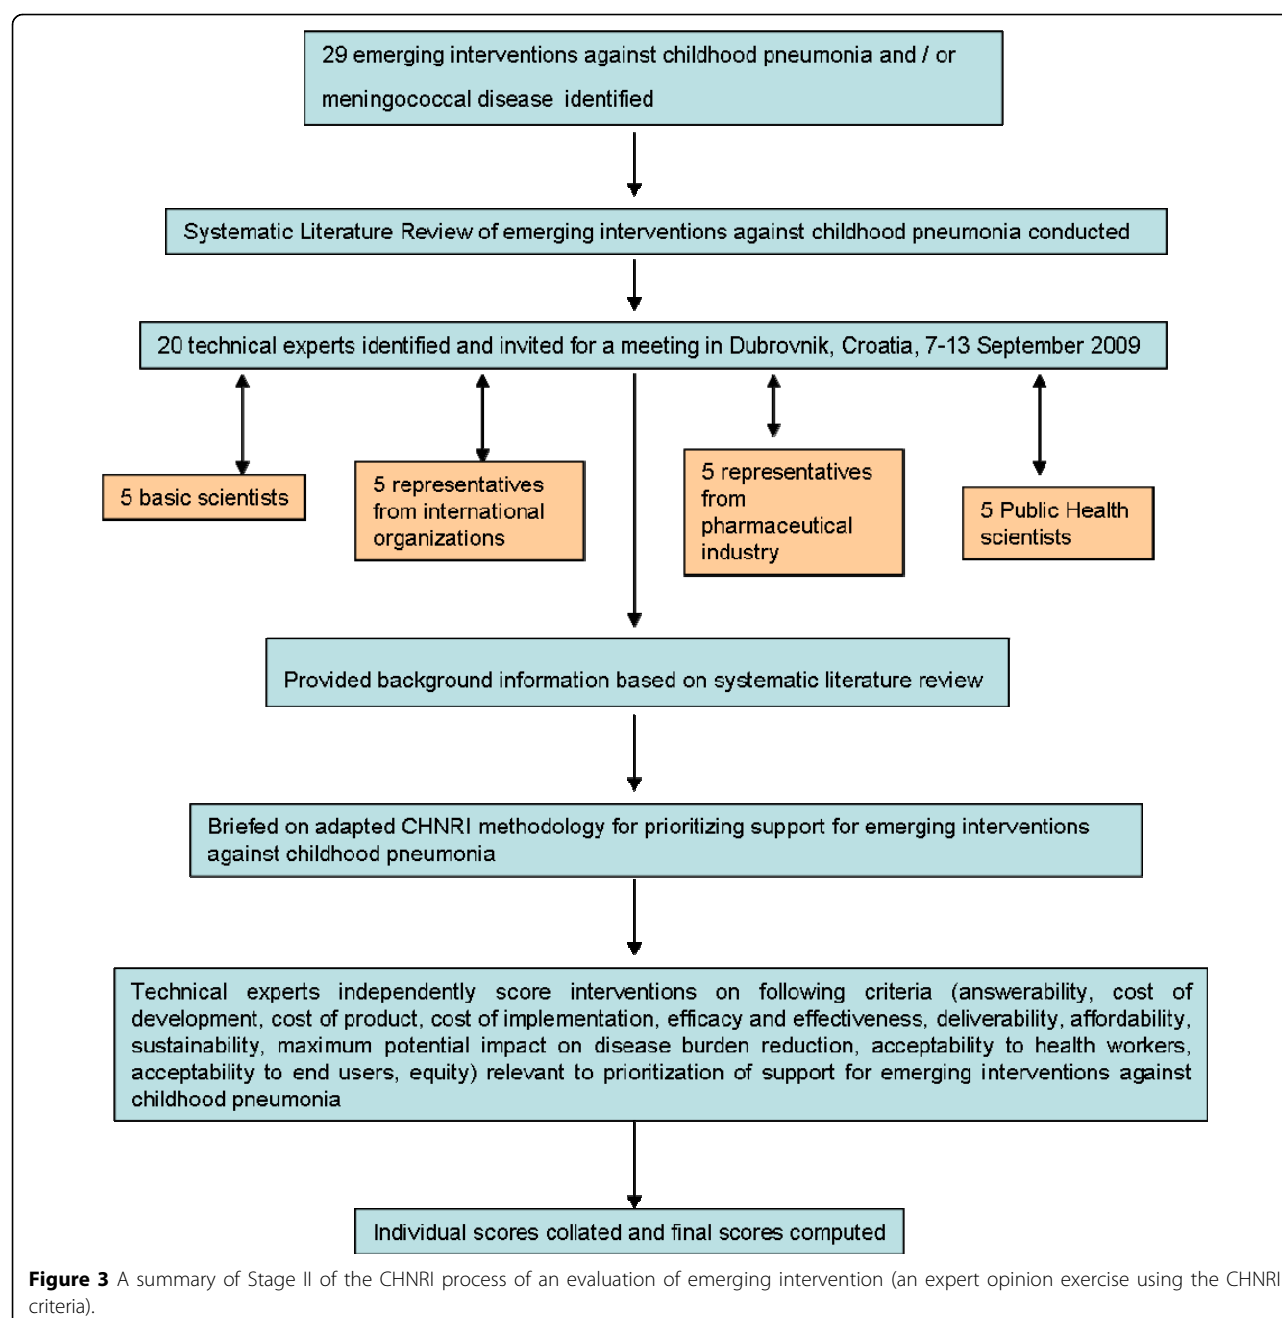 29 emerging interventions against childhood pneumonia and / or
meningococcal disease identified
Systematic Literature Review of emerging interventions against childhood pneumonia conducted
20 technical experts identified and invited for a meeting in Dubrovnik, Croatia, 7-13 September 2009
5 basic scientists
5 representatives
from international
organizations
5 representatives
from
pharmaceutical
industry
5 Public Health
scientists
Provided background information based on systematic literature review
Briefed on adapted CHNRI methodology for prioritizing support for emerging interventions
against childhood pneumonia
Technical experts independently score interventions on following criteria (answerability, cost of
development, cost of product, cost of implementation, efficacy and effectiveness, deliverability, affordability,
sustainability, maximum potential impact on disease burden reduction, acceptability to health workers,
acceptability to end users, equity) relevant to prioritization of support for emerging interventions against
childhood pneumonia
Individual scores collated and final scores computed
Figure 3 A summary of Stage II of the CHNRI process of an evaluation of emerging intervention (an expert opinion exercise using the CHNRI
criteria).